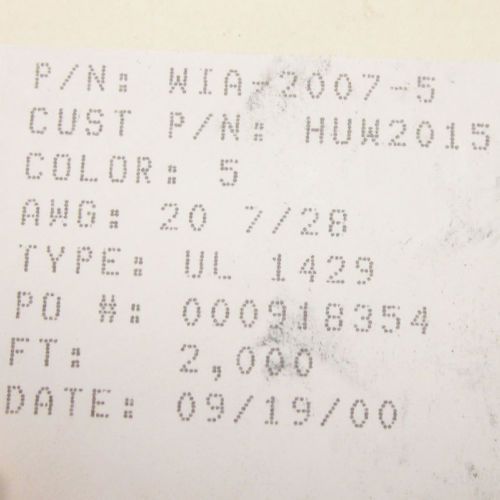 P/N: WIA-2007-5
CUST P/N: HUW2015
COLOR: 5
AWG: 20 7/28
TYPE: UL 1429
PO #: 000918354
FT: 2,000
DATE: 09/19/00